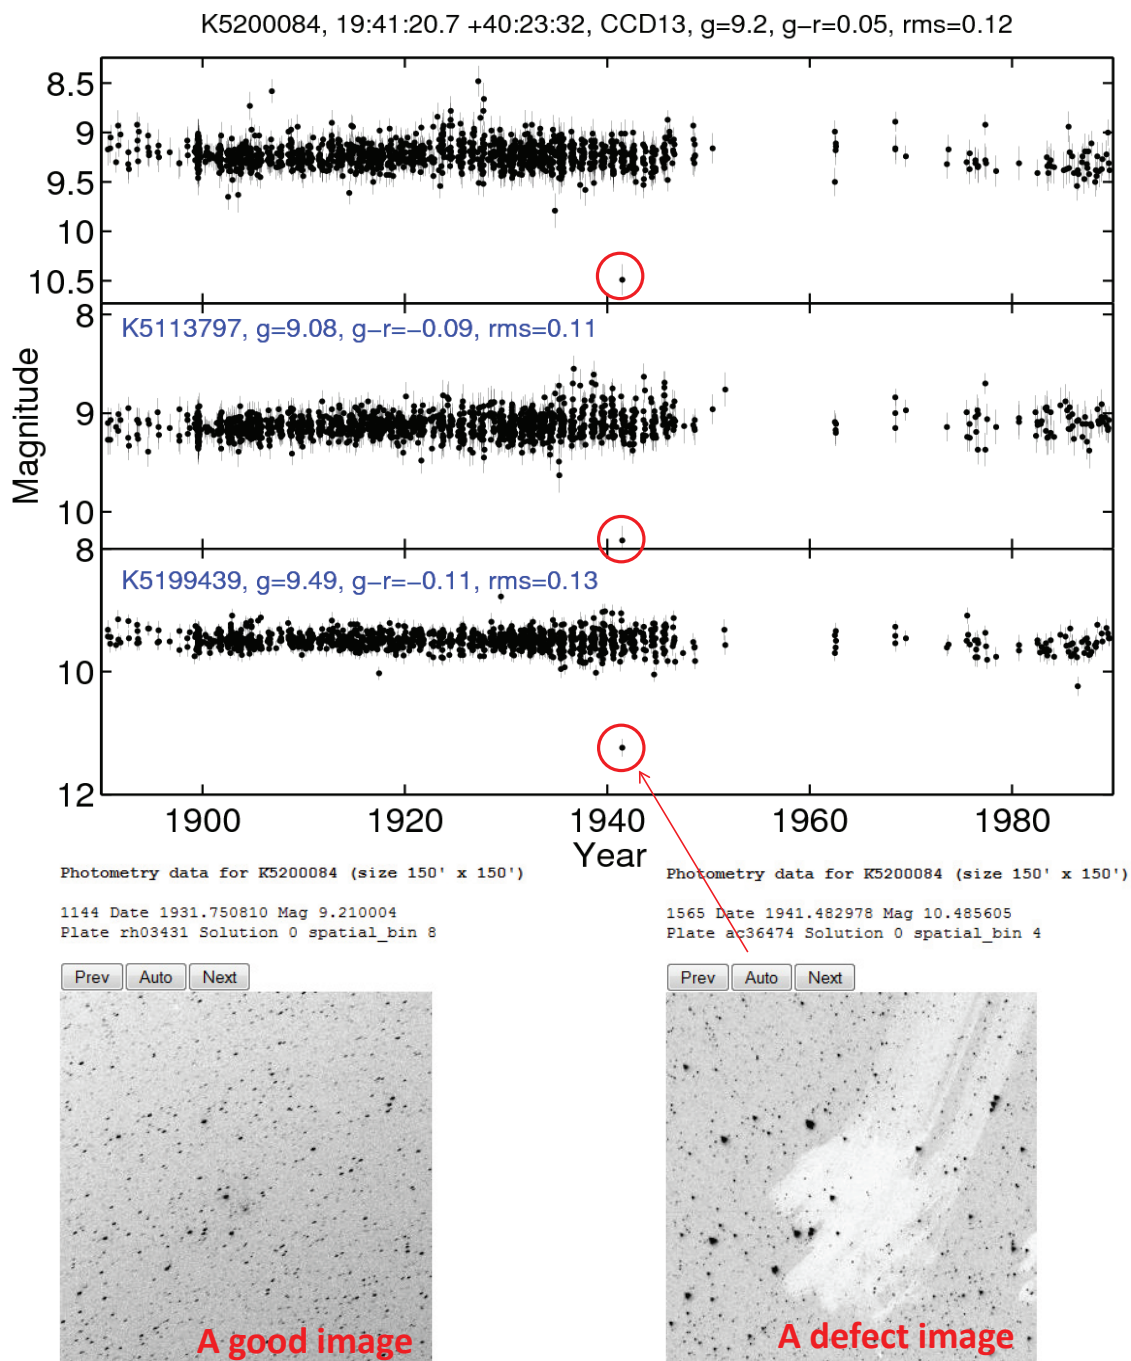 K5200084, 19:41:20.7 +40:23:32, CCD13, g=9.2, g−r=0.05, rms=0.12
1900 1920 1940 1960 1980
8.5
9
9.5
10
10.5
8
K5113797, g=9.08, g−r=−0.09, rms=0.11
9
10
Magnitude
8
K5199439, g=9.49, g−r=−0.11, rms=0.13
10
12
1900 1920 1940 1960 1980
Year
Photometry data for K5200084 (size 150' x 150')
1144 Date 1931.750810 Mag 9.210004
Plate rh03431 Solution 0 spatial_bin 8
Prev Auto Next
A good image
Photometry data for K5200084 (size 150' x 150')
1565 Date 1941.482978 Mag 10.485605
Plate ac36474 Solution 0 spatial_bin 4
Prev Auto Next
A defect image